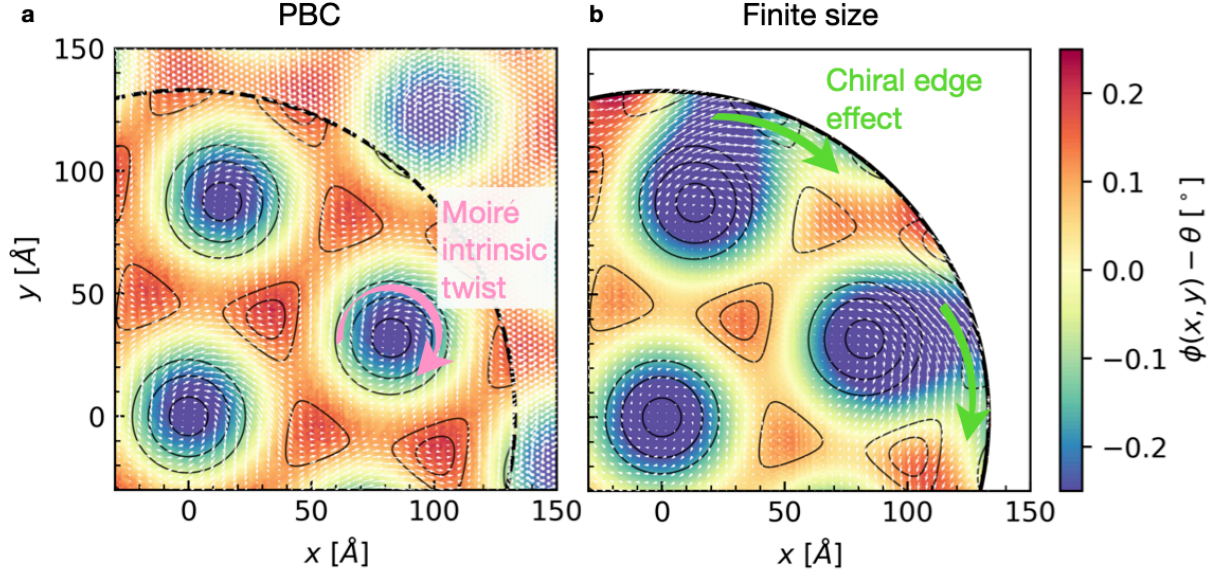 a
PBC
b
Finite size
150
100
50
0
y [Å]
0
50
100
150
x [Å]
Moiré
intrinsic
twist
Chiral edge
effect
0
50
100
150
x [Å]
0.2
0.1
0.0
−0.1
−0.2
ϕ(x, y) − θ [°]